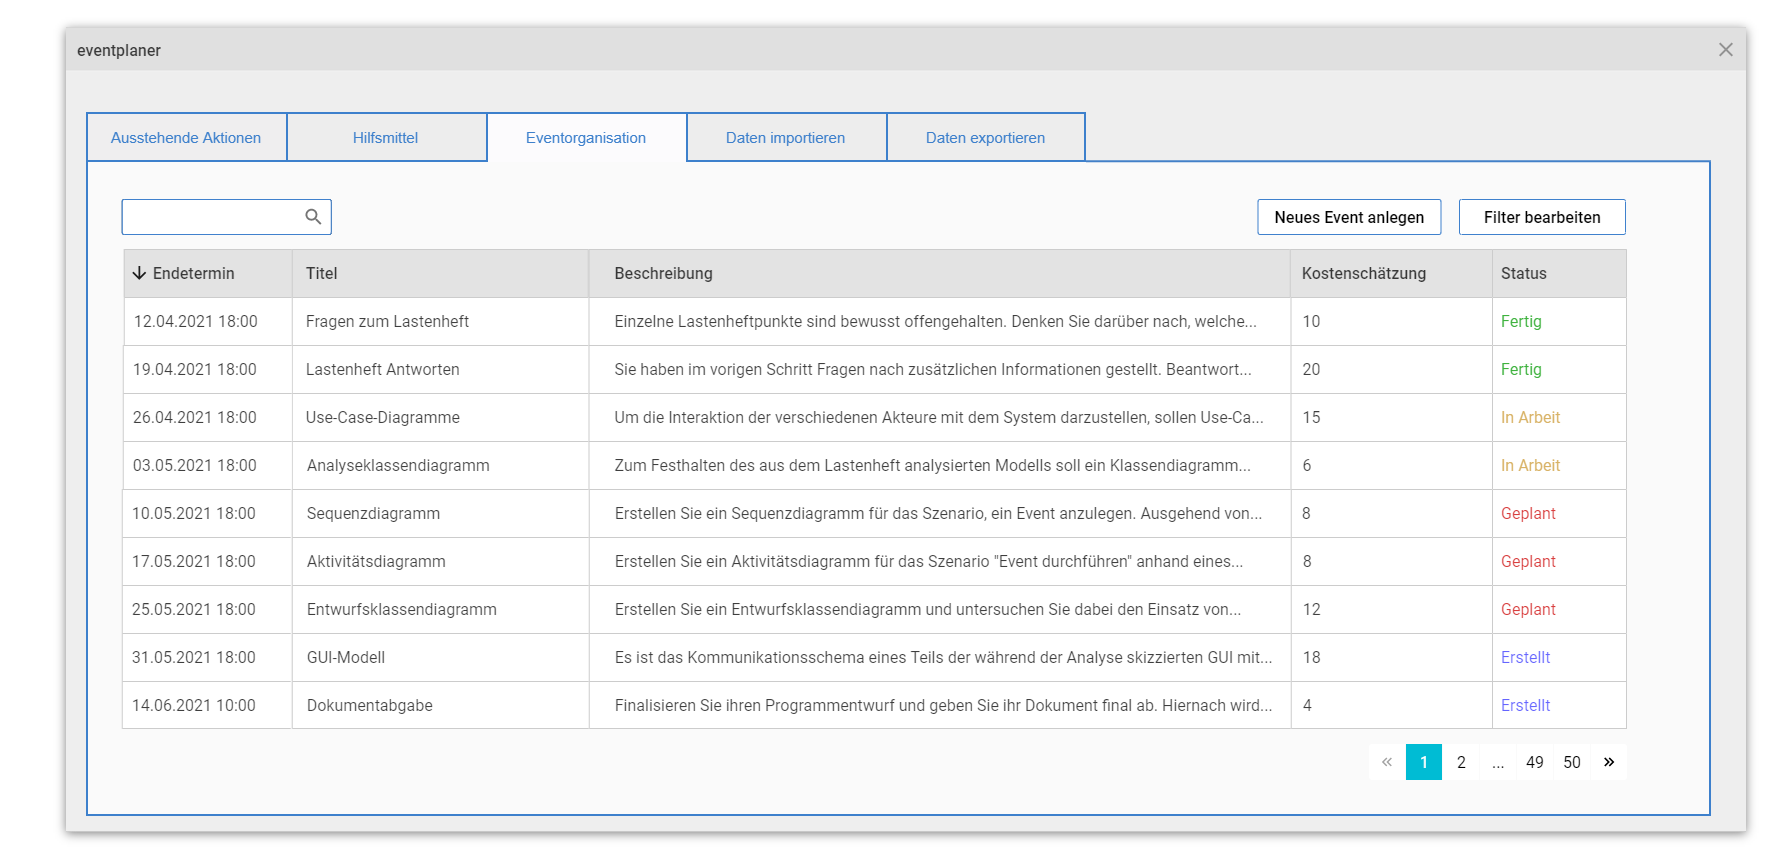 eventplaner
Ausstehende Aktionen Hilfsmittel Eventorganisation Daten importieren Daten exportieren
Neues Event anlegen Filter bearbeiten
Endetermin Titel Beschreibung Kostenschätzung Status
12.04.2021 18:00 Fragen zum Lastenheft Einzelne Lastenheftpunkte sind bewusst offengehalten. Denken Sie darüber nach, welche... 10 Fertig
19.04.2021 18:00 Lastenheft Antworten Sie haben im vorigen Schritt Fragen nach zusätzlichen Informationen gestellt. Beantwort... 20 Fertig
26.04.2021 18:00 Use-Case-Diagramme Um die Interaktion der verschiedenen Akteure mit dem System darzustellen, sollen Use-Ca... 15 In Arbeit
03.05.2021 18:00 Analyseklassendiagramm Zum Festhalten des aus dem Lastenheft analysierten Modells soll ein Klassendiagramm... 6 In Arbeit
10.05.2021 18:00 Sequenzdiagramm Erstellen Sie ein Sequenzdiagramm für das Szenario, ein Event anzulegen. Ausgehend von... 8 Geplant
17.05.2021 18:00 Aktivitätsdiagramm Erstellen Sie ein Aktivitätsdiagramm für das Szenario "Event durchführen" anhand eines... 8 Geplant
25.05.2021 18:00 Entwurfsklassendiagramm Erstellen Sie ein Entwurfsklassendiagramm und untersuchen Sie dabei den Einsatz von... 12 Geplant
31.05.2021 18:00 GUI-Modell Es ist das Kommunikationsschema eines Teils der während der Analyse skizzierten GUI mit... 18 Erstellt
14.06.2021 10:00 Dokumentabgabe Finalisieren Sie ihren Programmentwurf und geben Sie ihr Dokument final ab. Hiernach wird... 4 Erstellt
« 1 2 ... 49 50 »